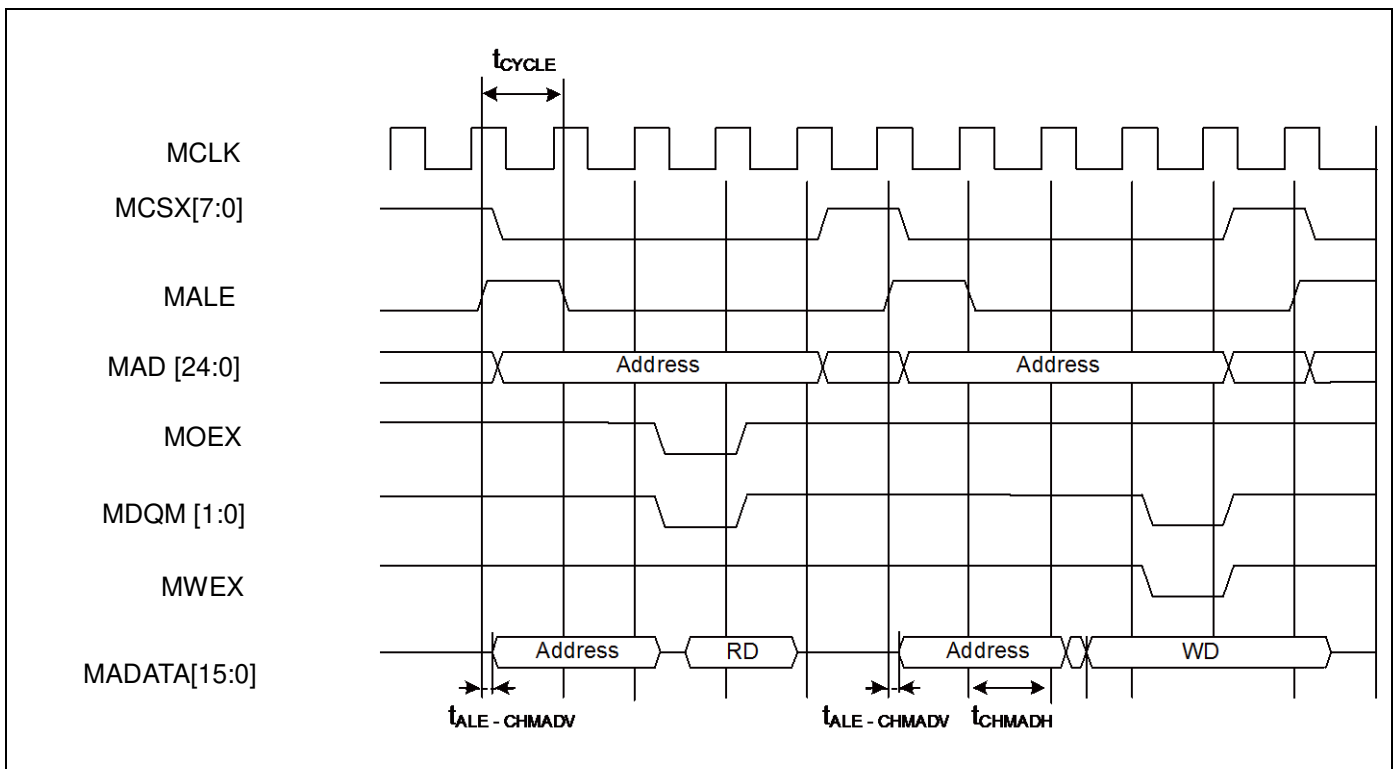 tCYCLE
MCLK
MCSX[7:0]
MALE
MAD [24:0]
Address
Address
MOEX
MDQM [1:0]
MWEX
MADATA[15:0]
Address
RD
Address
WD
tALE - CHMADV
tALE - CHMADV
tCHMADH